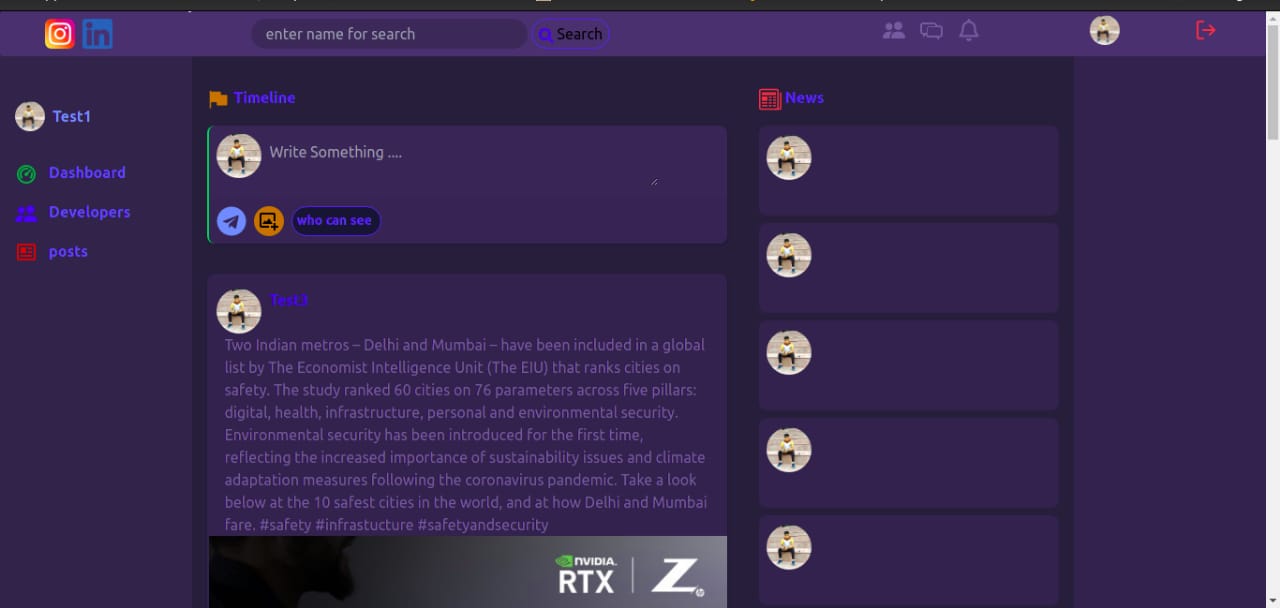 in
enter name for search
Search
Test1
Dashboard
Developers
posts
Timeline
Write Something ....
who can see
Test3
Two Indian metros – Delhi and Mumbai – have been included in a global
list by The Economist Intelligence Unit (The EIU) that ranks cities on
safety. The study ranked 60 cities on 76 parameters across five pillars:
digital, health, infrastructure, personal and environmental security.
Environmental security has been introduced for the first time,
reflecting the increased importance of sustainability issues and climate
adaptation measures following the coronavirus pandemic. Take a look
below at the 10 safest cities in the world, and at how Delhi and Mumbai
fare. #safety #infrastucture #safetyandsecurity
NVIDIA.
RTX
Z
hp
News